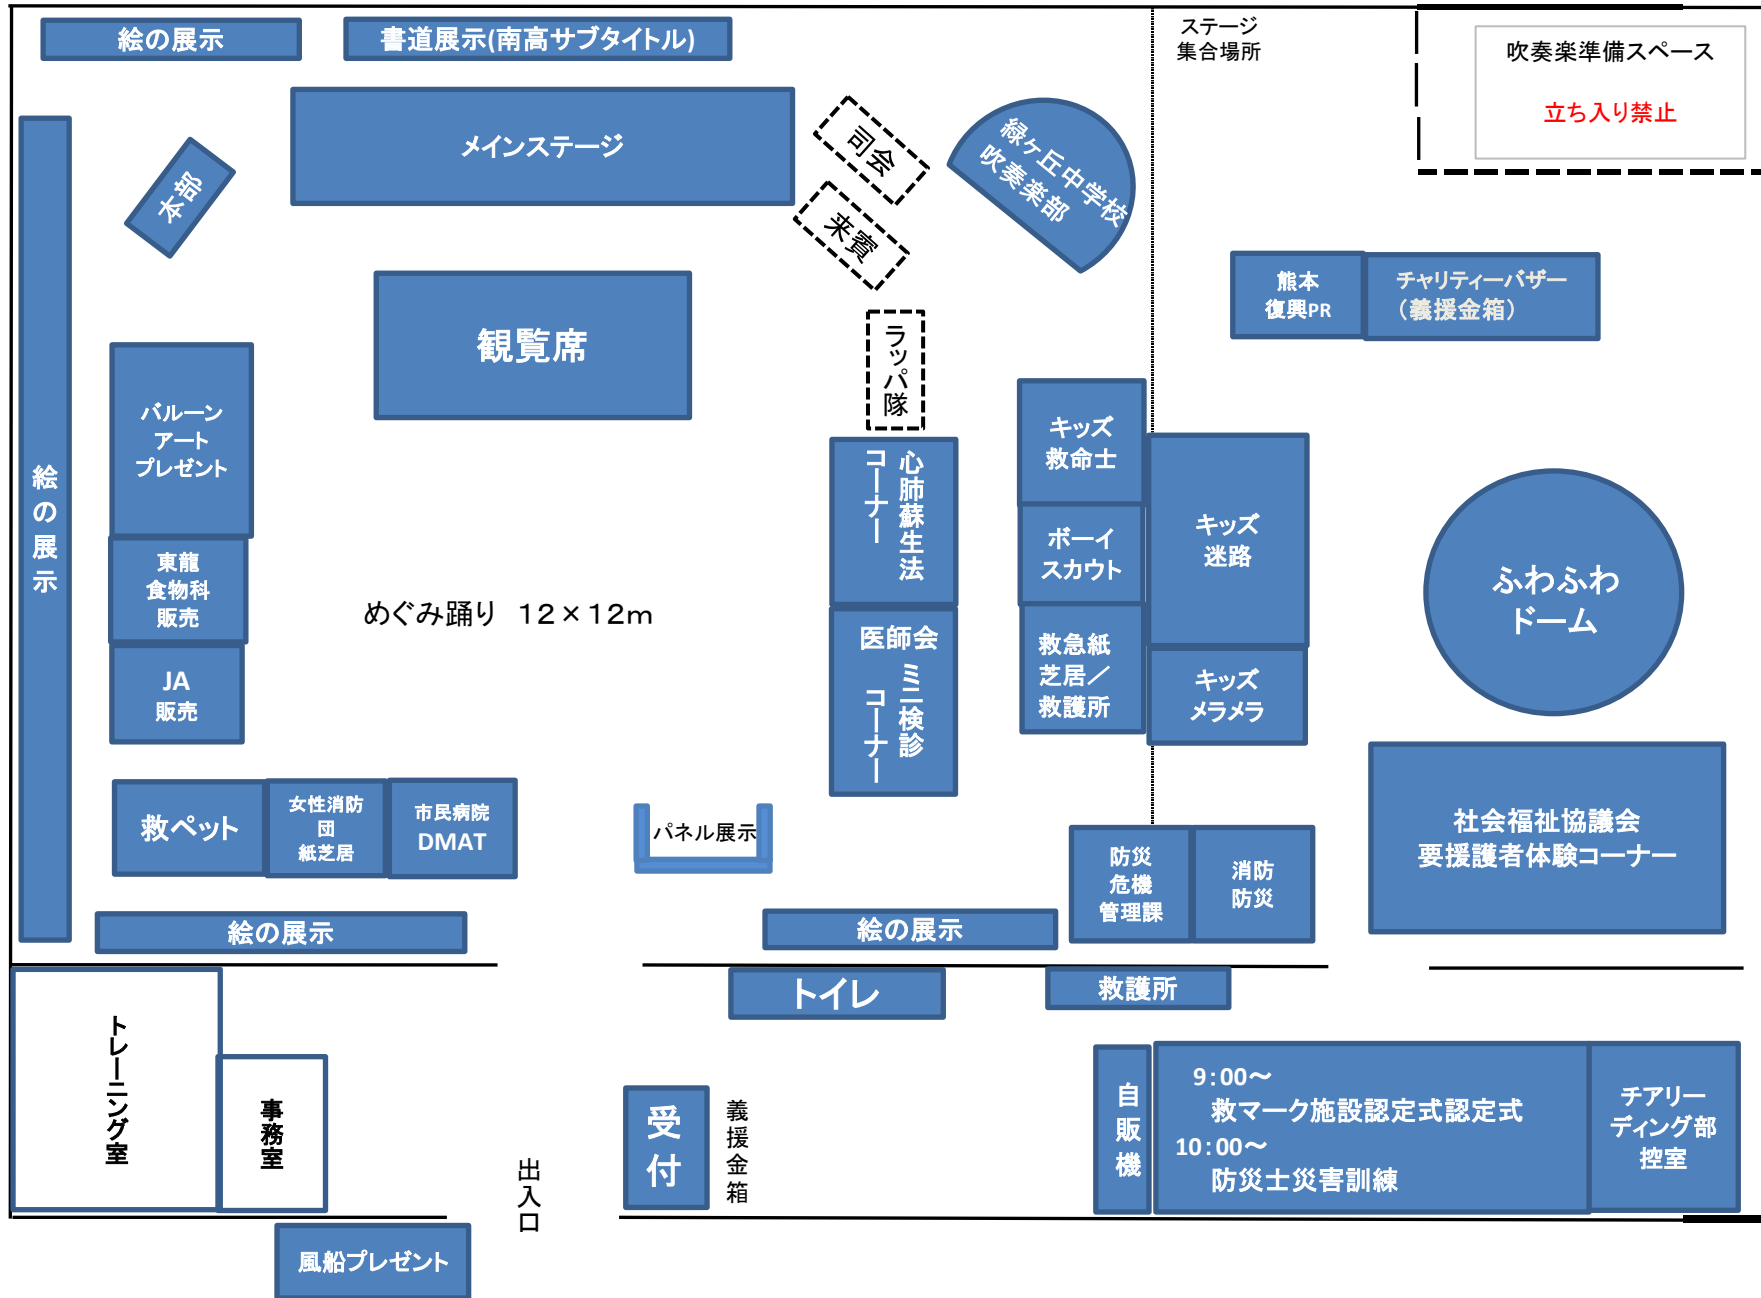 絵の展示
書道展示(南高サブタイトル)
ステージ
集合場所
吹奏楽準備スペース
立ち入り禁止
メインステージ
司会
来賓
緑ヶ丘中学校
吹奏楽部
本部
熊本
復興PR
チャリティーバザー
（義援金箱）
観覧席
ラッパ隊
バルーン
アート
プレゼント
キッズ
救命士
心肺蘇生法
コーナー
キッズ
迷路
絵の展示
ボーイ
スカウト
ふわふわ
ドーム
東龍
食物科
販売
めぐみ踊り 12×12m
医師会
ミニ検診
コーナー
救急紙
芝居／
救護所
キッズ
メラメラ
JA
販売
救ペット
女性消防
団
紙芝居
市民病院
DMAT
パネル展示
防災
危機
管理課
消防
防災
社会福祉協議会
要援護者体験コーナー
絵の展示
絵の展示
トイレ
救護所
トレーニング室
事務室
出入口
受付
義援金箱
自販機
9：00～
救マーク施設認定式認定式
10：00～
防災士災害訓練
チアリー
ディング部
控室
風船プレゼント